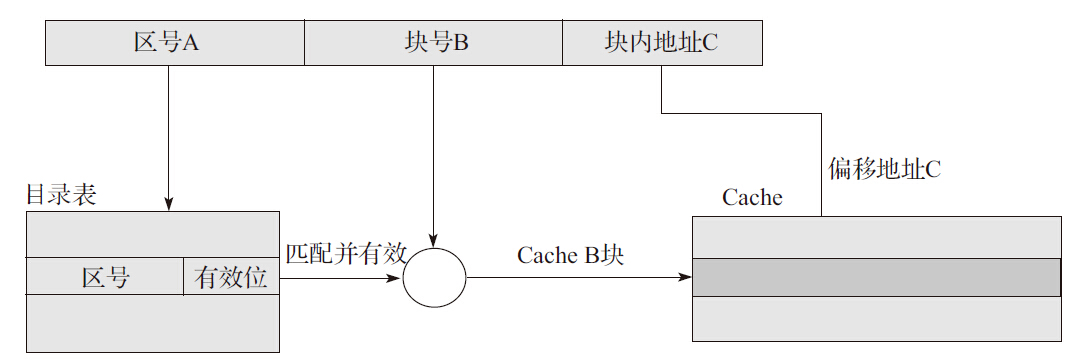 区号A 块号B 块内地址C
偏移地址C
目录表
Cache
匹配并有效
Cache B块
区号 有效位